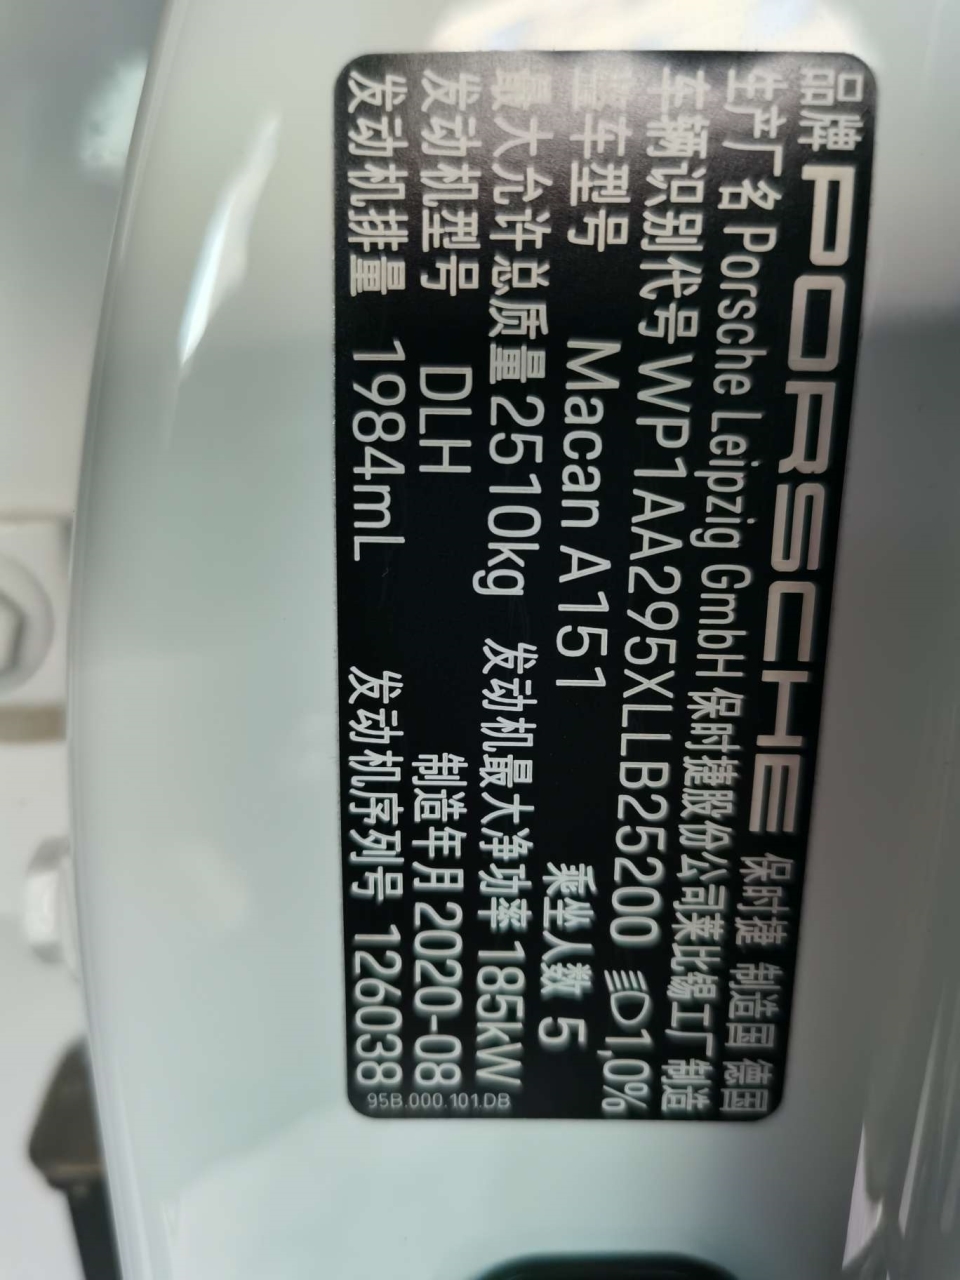 品牌 PORSCHE 保时捷 制造国 德国
生产厂名 Porsche Leipzig GmbH 保时捷股份公司莱比锡工厂 制造
车辆识别代号 WP1AA295XLB25200 1,0%
整车型号 Macan A151 乘坐人数 5
最大允许总质量 2510kg 发动机最大净功率 185kW
发动机型号 DLH 制造年月 2020-08
发动机排量 1984mL 发动机序列号 126038
95B.000.101.DB